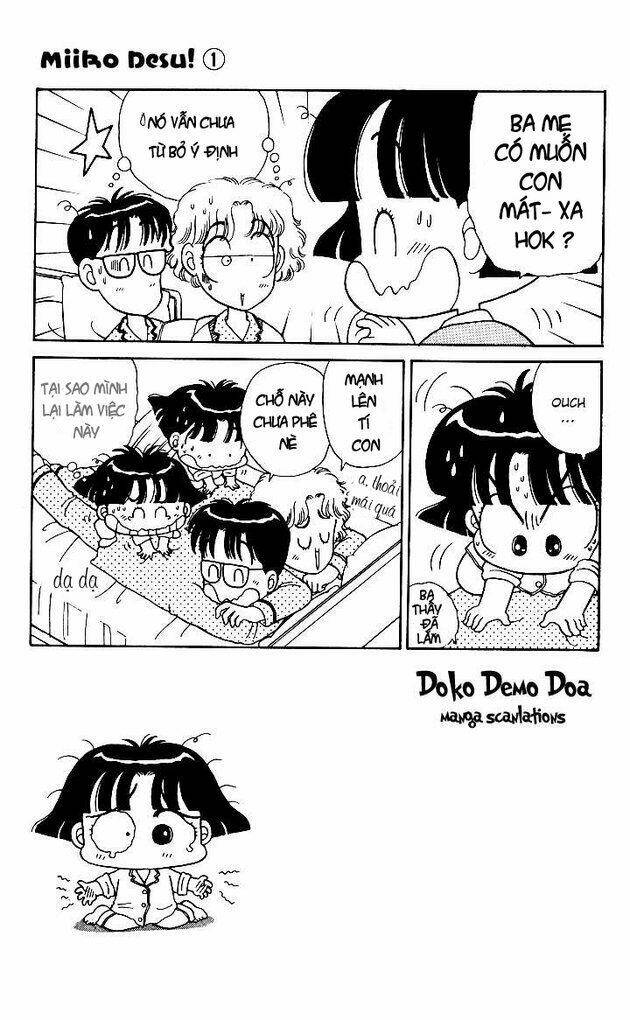 Miiko Desu! ①
NÓ VẪN CHƯA
TỪ BỎ Ý ĐỊNH
BA MẸ
CÓ MUỐN
CON
MÁT-XA
HOK ?
TẠI SAO MÌNH
LẠI LÀM VIỆC
NÀY
CHỖ NÀY
CHƯA PHÊ
NÈ
MẠNH
LÊN
TÍ
CON
a, thoải
mái quá
dạ dạ
OUCH
...
BA
THẤY
ĐÃ
LẮM
Doko Demo Doa
Manga Scanlations